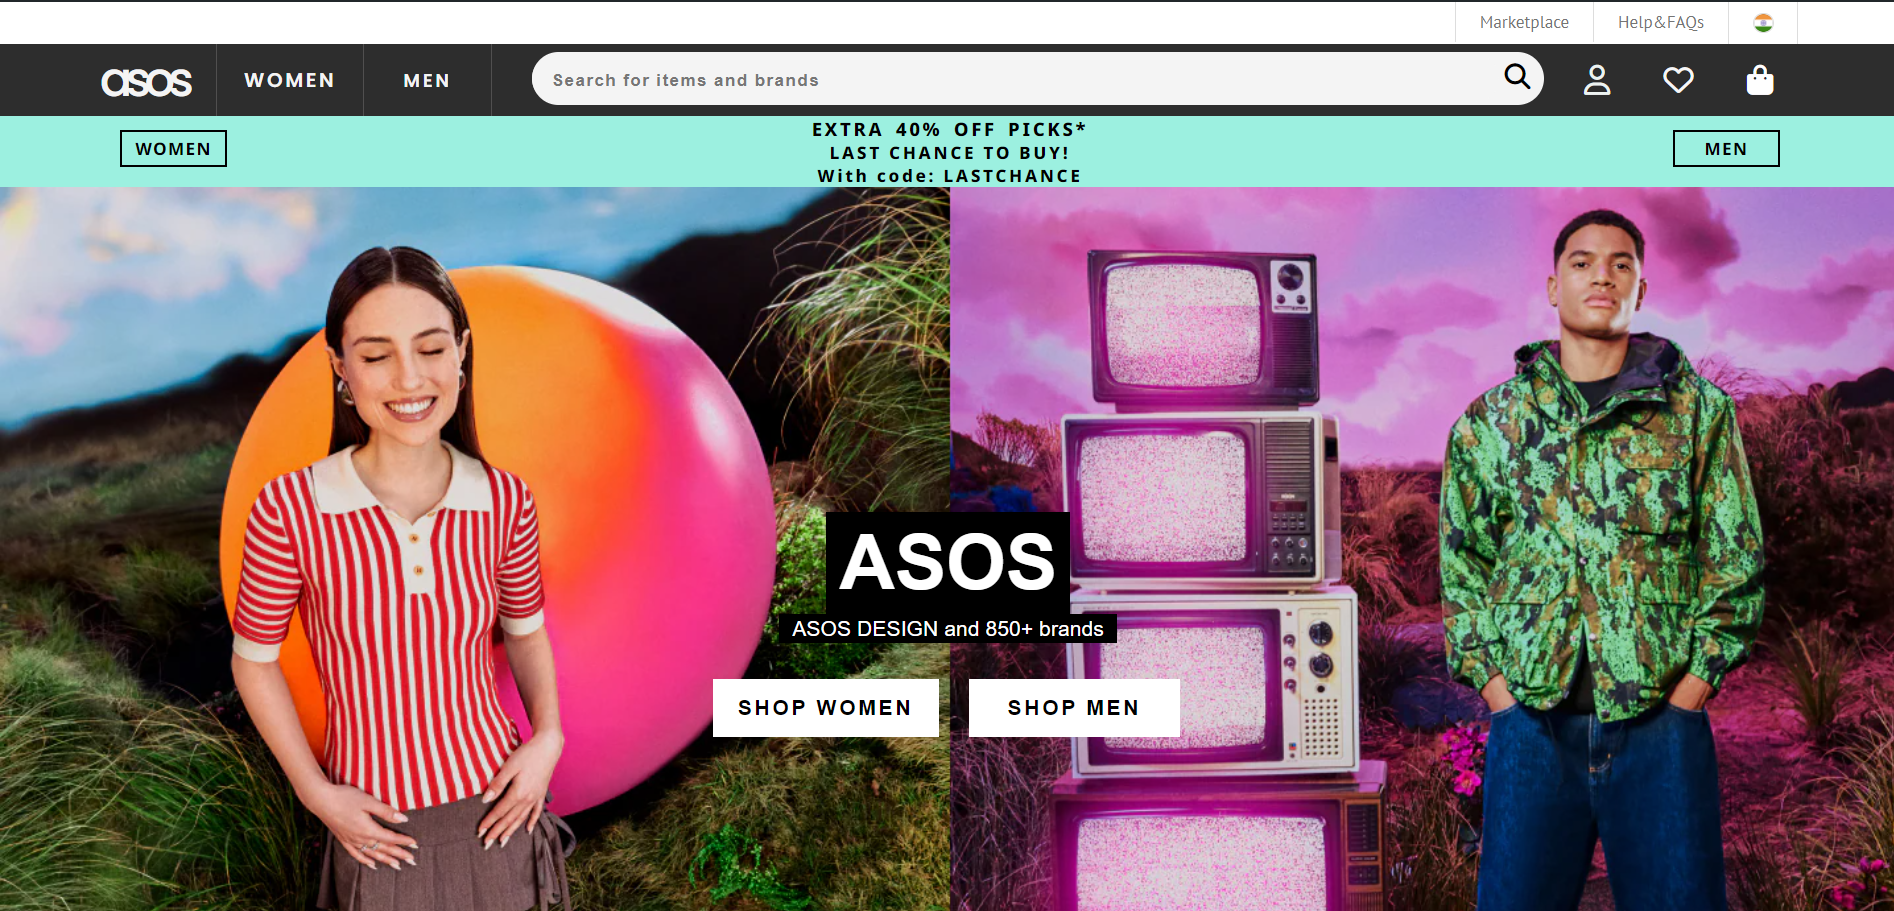 Marketplace
Help&FAQs
asos
WOMEN
MEN
Search for items and brands
WOMEN
EXTRA 40% OFF PICKS*
LAST CHANCE TO BUY!
With code: LASTCHANCE
MEN
ASOS
ASOS DESIGN and 850+ brands
SHOP WOMEN
SHOP MEN